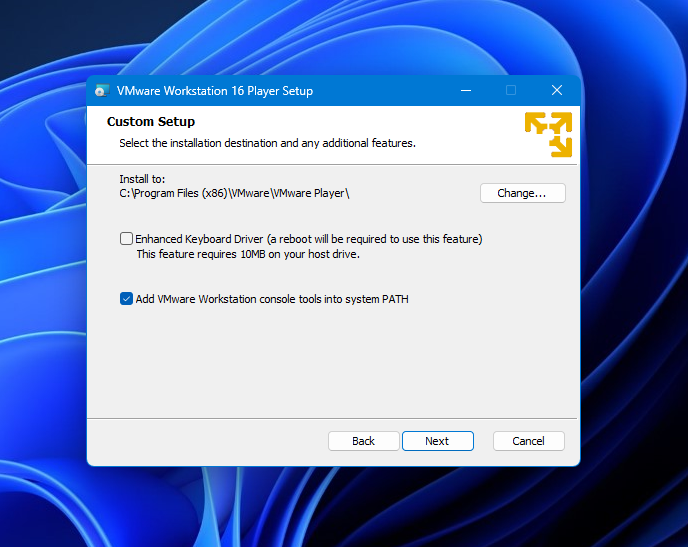 VMware Workstation 16 Player Setup
Custom Setup
Select the installation destination and any additional features.
Install to:
C:\Program Files (x86)\VMware\VMware Player\
Change...
Enhanced Keyboard Driver (a reboot will be required to use this feature)
This feature requires 10MB on your host drive.
Add VMware Workstation console tools into system PATH
Back
Next
Cancel